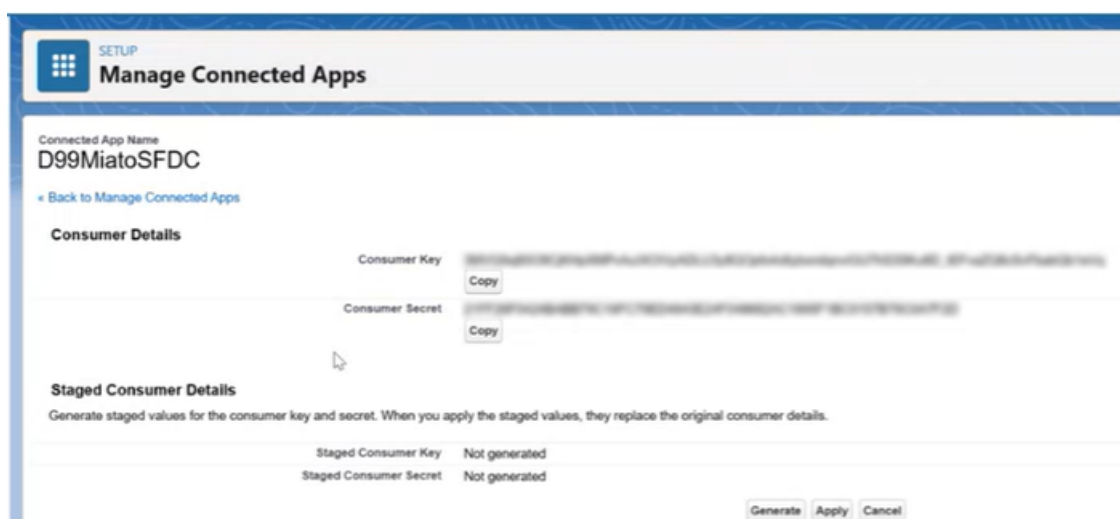 SETUP
Manage Connected Apps
Connected App Name
D99MiatoSFDC
« Back to Manage Connected Apps
Consumer Details
Consumer Key
Copy
Consumer Secret
Copy
Staged Consumer Details
Generate staged values for the consumer key and secret. When you apply the staged values, they replace the original consumer details.
Staged Consumer Key Not generated
Staged Consumer Secret Not generated
Generate Apply Cancel